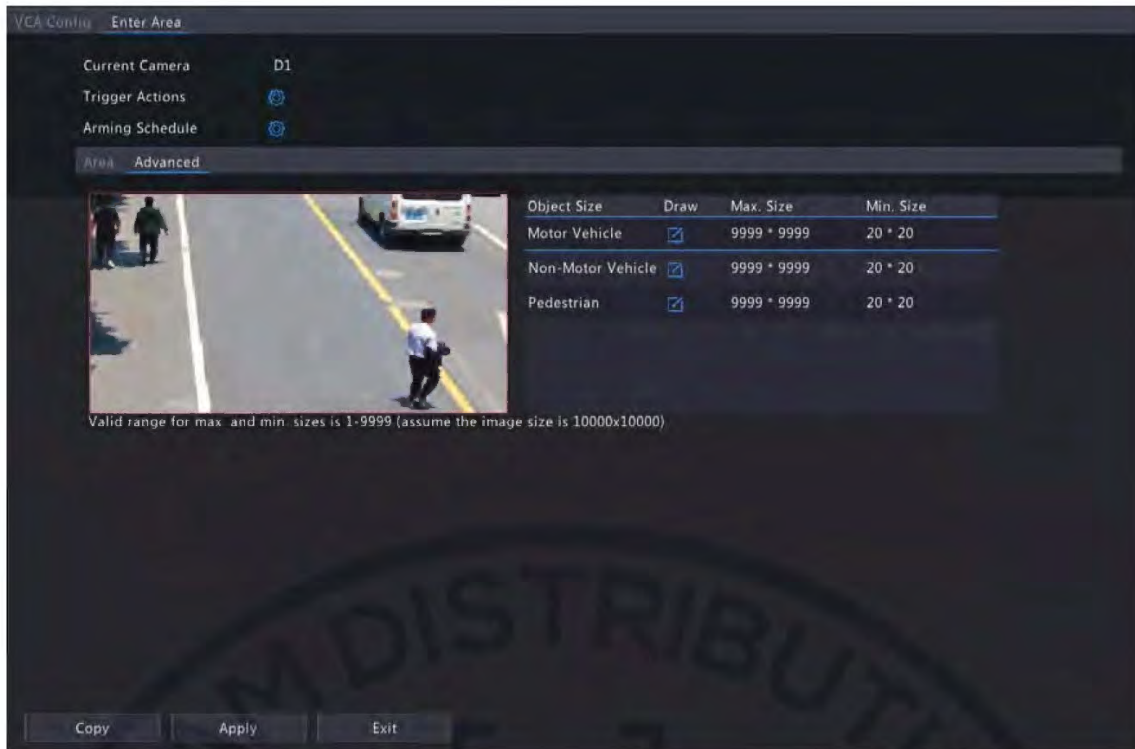 VCA Config Enter Area
Current Camera D1
Trigger Actions
Arming Schedule
Area Advanced
Object Size Draw Max. Size Min. Size
Motor Vehicle 9999 * 9999 20 * 20
Non-Motor Vehicle 9999 * 9999 20 * 20
Pedestrian 9999 * 9999 20 * 20
Valid range for max. and min. sizes is 1-9999 (assume the image size is 10000x10000)
M DISTRIBUT
Copy Apply Exit